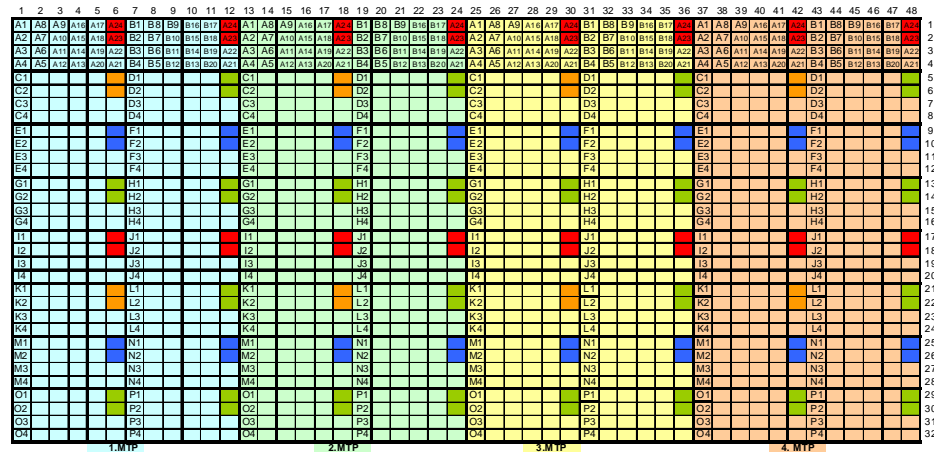 1 2 3 4 5 6 7 8 9 10 11 12 13 14 15 16 17 18 19 20 21 22 23 24 25 26 27 28 29 30 31 32 33 34 35 36 37 38 39 40 41 42 43 44 45 46 47 48
A1 A8 A9 A16 A17 A24 B1 B8 B9 B16 B17 A24 A1 A8 A9 A16 A17 A24 B1 B8 B9 B16 B17 A24 A1 A8 A9 A16 A17 A24 B1 B8 B9 B16 B17 A24 A1 A8 A9 A16 A17 A24 B1 B8 B9 B16 B17 A24 1
A2 A7 A10 A15 A18 A23 B2 B7 B10 B15 B18 A23 A2 A7 A10 A15 A18 A23 B2 B7 B10 B15 B18 A23 A2 A7 A10 A15 A18 A23 B2 B7 B10 B15 B18 A23 A2 A7 A10 A15 A18 A23 B2 B7 B10 B15 B18 A23 2
A3 A6 A11 A14 A19 A22 B3 B6 B11 B14 B19 A22 A3 A6 A11 A14 A19 A22 B3 B6 B11 B14 B19 A22 A3 A6 A11 A14 A19 A22 B3 B6 B11 B14 B19 A22 A3 A6 A11 A14 A19 A22 B3 B6 B11 B14 B19 A22 3
A4 A5 A12 A13 A20 A21 B4 B5 B12 B13 B20 A21 A4 A5 A12 A13 A20 A21 B4 B5 B12 B13 B20 A21 A4 A5 A12 A13 A20 A21 B4 B5 B12 B13 B20 A21 A4 A5 A12 A13 A20 A21 B4 B5 B12 B13 B20 A21 4
C1 D1 C1 D1 C1 D1 C1 D1 5
C2 D2 C2 D2 C2 D2 C2 D2 6
C3 D3 C3 D3 C3 D3 C3 D3 7
C4 D4 C4 D4 C4 D4 C4 D4 8
E1 F1 E1 F1 E1 F1 E1 F1 9
E2 F2 E2 F2 E2 F2 E2 F2 10
E3 F3 E3 F3 E3 F3 E3 F3 11
E4 F4 E4 F4 E4 F4 E4 F4 12
G1 H1 G1 H1 G1 H1 G1 H1 13
G2 H2 G2 H2 G2 H2 G2 H2 14
G3 H3 G3 H3 G3 H3 G3 H3 15
G4 H4 G4 H4 G4 H4 G4 H4 16
I1 J1 I1 J1 I1 J1 I1 J1 17
I2 J2 I2 J2 I2 J2 I2 J2 18
I3 J3 I3 J3 I3 J3 I3 J3 19
I4 J4 I4 J4 I4 J4 I4 J4 20
K1 L1 K1 L1 K1 L1 K1 L1 21
K2 L2 K2 L2 K2 L2 K2 L2 22
K3 L3 K3 L3 K3 L3 K3 L3 23
K4 L4 K4 L4 K4 L4 K4 L4 24
M1 N1 M1 N1 M1 N1 M1 N1 25
M2 N2 M2 N2 M2 N2 M2 N2 26
M3 N3 M3 N3 M3 N3 M3 N3 27
M4 N4 M4 N4 M4 N4 M4 N4 28
O1 P1 O1 P1 O1 P1 O1 P1 29
O2 P2 O2 P2 O2 P2 O2 P2 30
O3 P3 O3 P3 O3 P3 O3 P3 31
O4 P4 O4 P4 O4 P4 O4 P4 32
1.MTP 2.MTP 3.MTP 4. MTP